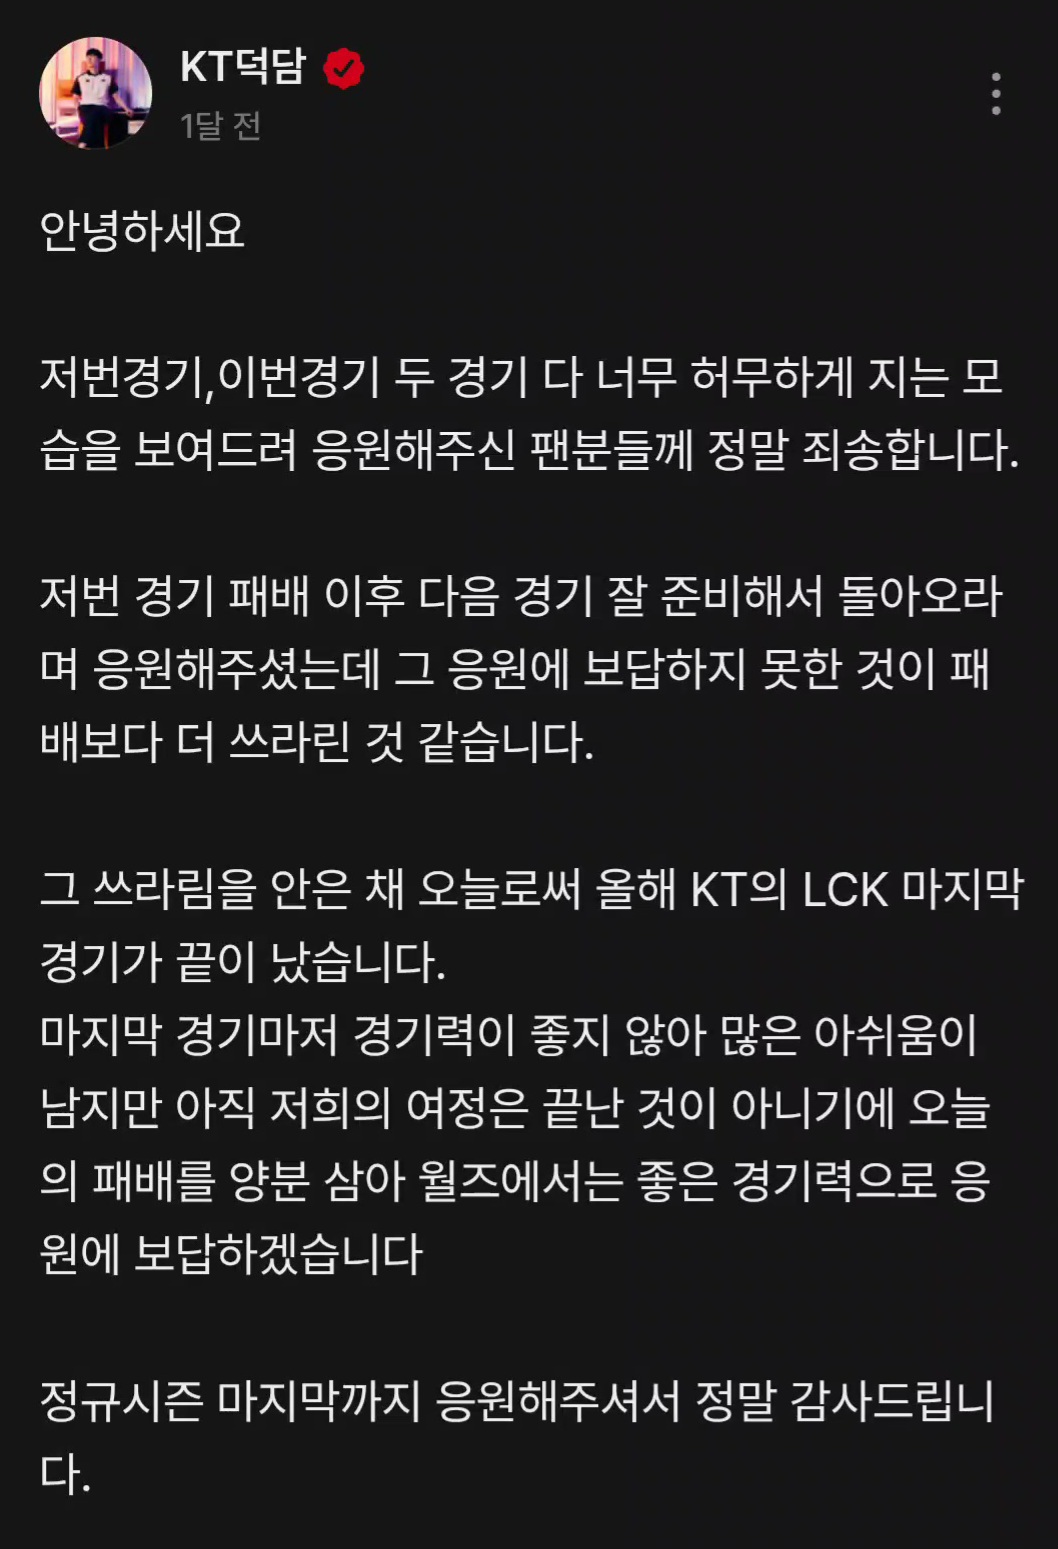 KT덕담
1달 전
안녕하세요
저번경기,이번경기 두 경기 다 너무 허무하게 지는 모
습을 보여드려 응원해주신 팬분들께 정말 죄송합니다.
저번 경기 패배 이후 다음 경기 잘 준비해서 돌아오라
며 응원해주셨는데 그 응원에 보답하지 못한 것이 패
배보다 더 쓰라린 것 같습니다.
그 쓰라림을 안은 채 오늘로써 올해 KT의 LCK 마지막
경기가 끝이 났습니다.
마지막 경기마저 경기력이 좋지 않아 많은 아쉬움이
남지만 아직 저희의 여정은 끝난 것이 아니기에 오늘
의 패배를 양분 삼아 월즈에서는 좋은 경기력으로 응
원에 보답하겠습니다
정규시즌 마지막까지 응원해주셔서 정말 감사드립니
다.